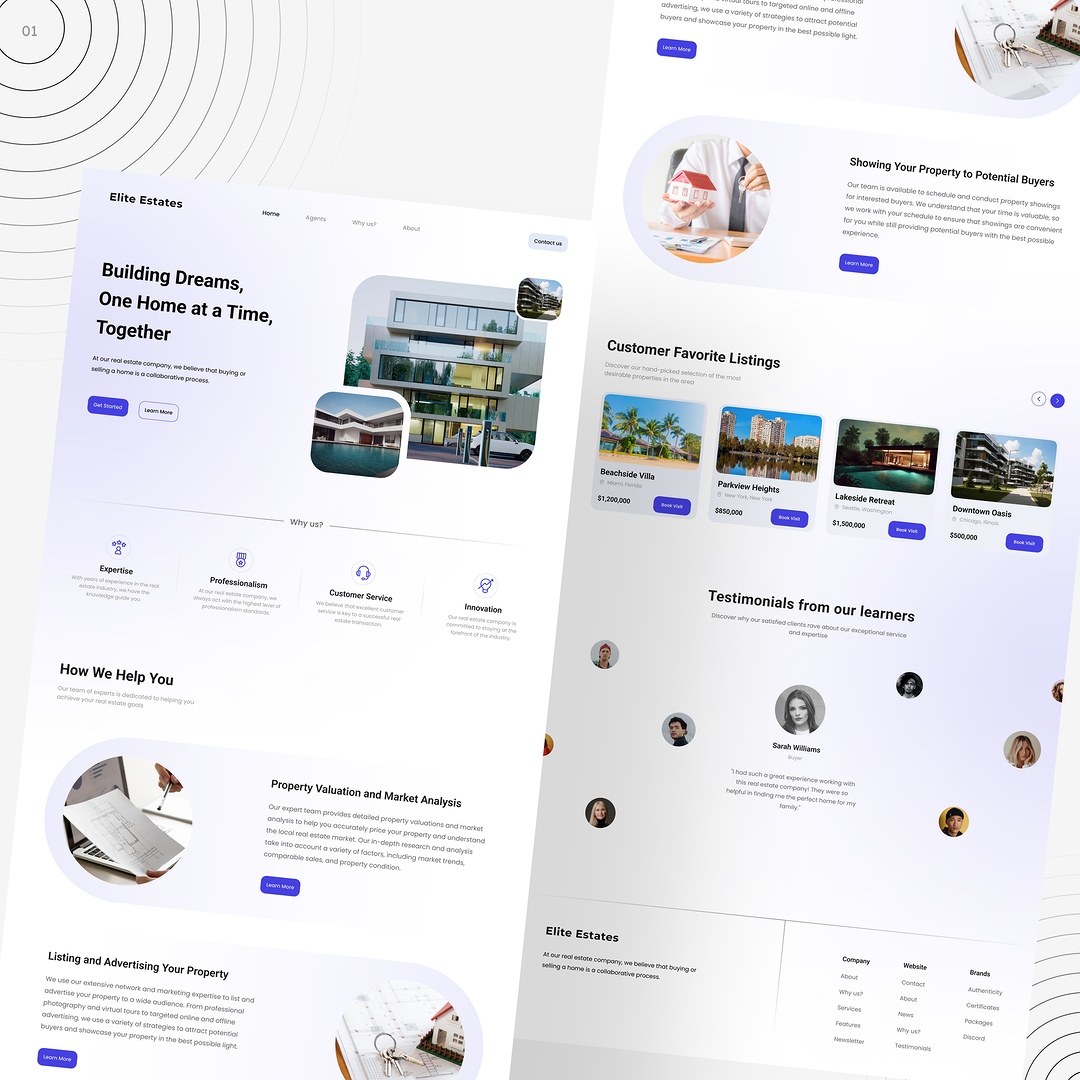 01
Elite Estates
Home
Agents
Why us?
About
Contact us
Building Dreams,
One Home at a Time,
Together
At our real estate company, we believe that buying or
selling a home is a collaborative process.
Get Started
Learn More
Why us?
Expertise
With years of experience in the real
estate industry, we have the
knowledge guide you.
Professionalism
At our real estate company, we
always act with the highest level of
professionalism standards.
Customer Service
We believe that excellent customer
service is key to a successful real
estate transaction.
Innovation
Our real estate company is
committed to staying at the
forefront of the industry.
How We Help You
Our team of experts is dedicated to helping you
achieve your real estate goals
Property Valuation and Market Analysis
Our expert team provides detailed property valuations and market
analysis to help you accurately price your property and understand
the local real estate market. Our in-depth research and analysis
take into account a variety of factors, including market trends,
comparable sales, and property condition.
Learn More
Listing and Advertising Your Property
We use our extensive network and marketing expertise to list and
advertise your property to a wide audience. From professional
photography and virtual tours to targeted online and offline
advertising, we use a variety of strategies to attract potential
buyers and showcase your property in the best possible light.
Learn More
advertising, we use a variety of strategies to attract potential
buyers and showcase your property in the best possible light.
Learn More
Showing Your Property to Potential Buyers
Our team is available to schedule and conduct property showings
for interested buyers. We understand that your time is valuable, so
we work with your schedule to ensure that showings are convenient
for you while still providing potential buyers with the best possible
experience.
Learn More
Customer Favorite Listings
Discover our hand-picked selection of the most
desirable properties in the area
Beachside Villa
Miami, Florida
$1,200,000
Book Visit
Parkview Heights
New York, New York
$850,000
Book Visit
Lakeside Retreat
Seattle, Washington
$1,500,000
Book Visit
Downtown Oasis
Chicago, Illinois
$500,000
Book Visit
Testimonials from our learners
Discover why our satisfied clients rave about our exceptional service
and expertise
Sarah Williams
Buyer
"I had such a great experience working with
this real estate company! They were so
helpful in finding me the perfect home for my
family."
Elite Estates
At our real estate company, we believe that buying or
selling a home is a collaborative process.
Company
About
Why us?
Services
Features
Newsletter
Website
Contact
About
News
Why us?
Testimonials
Brands
Authenticity
Certificates
Packages
Discord